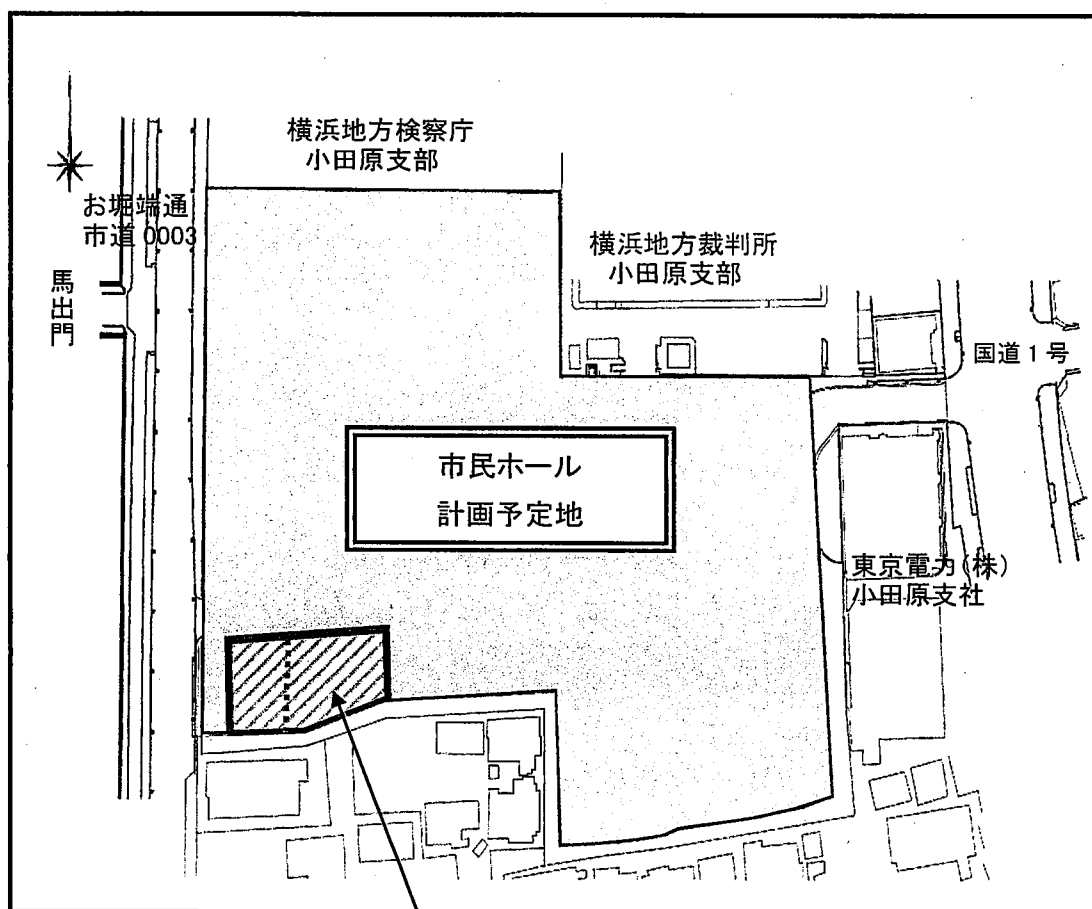 横浜地方検察庁
小田原支部
お堀端通
市道0003
馬出門
横浜地方裁判所
小田原支部
国道1号
市民ホール
計画予定地
東京電力(株)
小田原支社